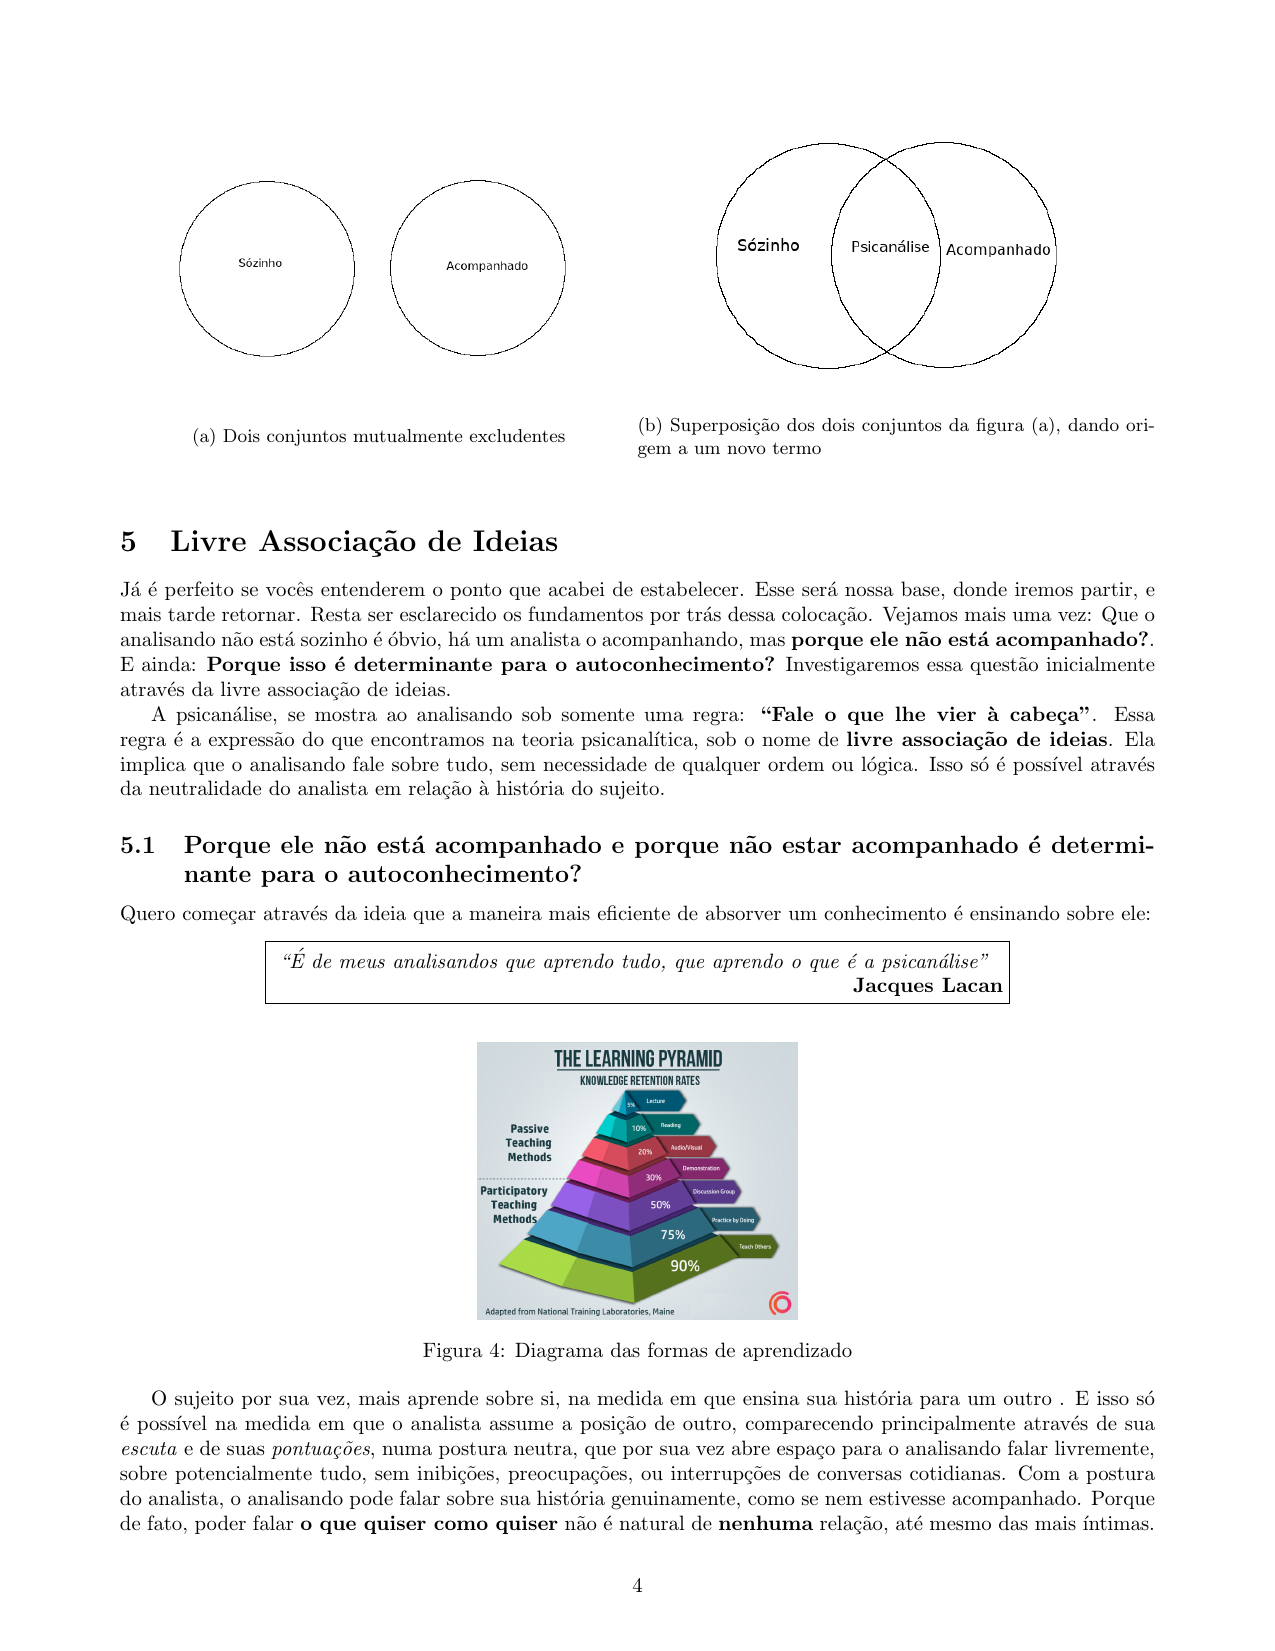 Sózinho
Acompanhado
Sózinho
Psicanálise
Acompanhado
(a) Dois conjuntos mutualmente excludentes
(b) Superposição dos dois conjuntos da figura (a), dando ori-
gem a um novo termo
5 Livre Associação de Ideias
Já é perfeito se vocês entenderem o ponto que acabei de estabelecer. Esse será nossa base, donde iremos partir, e
mais tarde retornar. Resta ser esclarecido os fundamentos por trás dessa colocação. Vejamos mais uma vez: Que o
analisando não está sozinho é óbvio, há um analista o acompanhando, mas porque ele não está acompanhado?.
E ainda: Porque isso é determinante para o autoconhecimento? Investigaremos essa questão inicialmente
através da livre associação de ideias.
A psicanálise, se mostra ao analisando sob somente uma regra: “Fale o que lhe vier à cabeça”. Essa
regra é a expressão do que encontramos na teoria psicanalítica, sob o nome de livre associação de ideias. Ela
implica que o analisando fale sobre tudo, sem necessidade de qualquer ordem ou lógica. Isso só é possível através
da neutralidade do analista em relação à história do sujeito.
5.1 Porque ele não está acompanhado e porque não estar acompanhado é determi-
nante para o autoconhecimento?
Quero começar através da ideia que a maneira mais eficiente de absorver um conhecimento é ensinando sobre ele:
“É de meus analisandos que aprendo tudo, que aprendo o que é a psicanálise”
Jacques Lacan
THE LEARNING PYRAMID
KNOWLEDGE RETENTION RATES
5% Lecture
10% Reading
Passive
Teaching
Methods
20% Audio/Visual
30% Demonstration
Participatory
Teaching
Methods
50% Discussion Group
75% Practice by Doing
90% Teach Others
Adapted from National Training Laboratories, Maine
Figura 4: Diagrama das formas de aprendizado
O sujeito por sua vez, mais aprende sobre si, na medida em que ensina sua história para um outro . E isso só
é possível na medida em que o analista assume a posição de outro, comparecendo principalmente através de sua
escuta e de suas pontuações, numa postura neutra, que por sua vez abre espaço para o analisando falar livremente,
sobre potencialmente tudo, sem inibições, preocupações, ou interrupções de conversas cotidianas. Com a postura
do analista, o analisando pode falar sobre sua história genuinamente, como se nem estivesse acompanhado. Porque
de fato, poder falar o que quiser como quiser não é natural de nenhuma relação, até mesmo das mais íntimas.
4